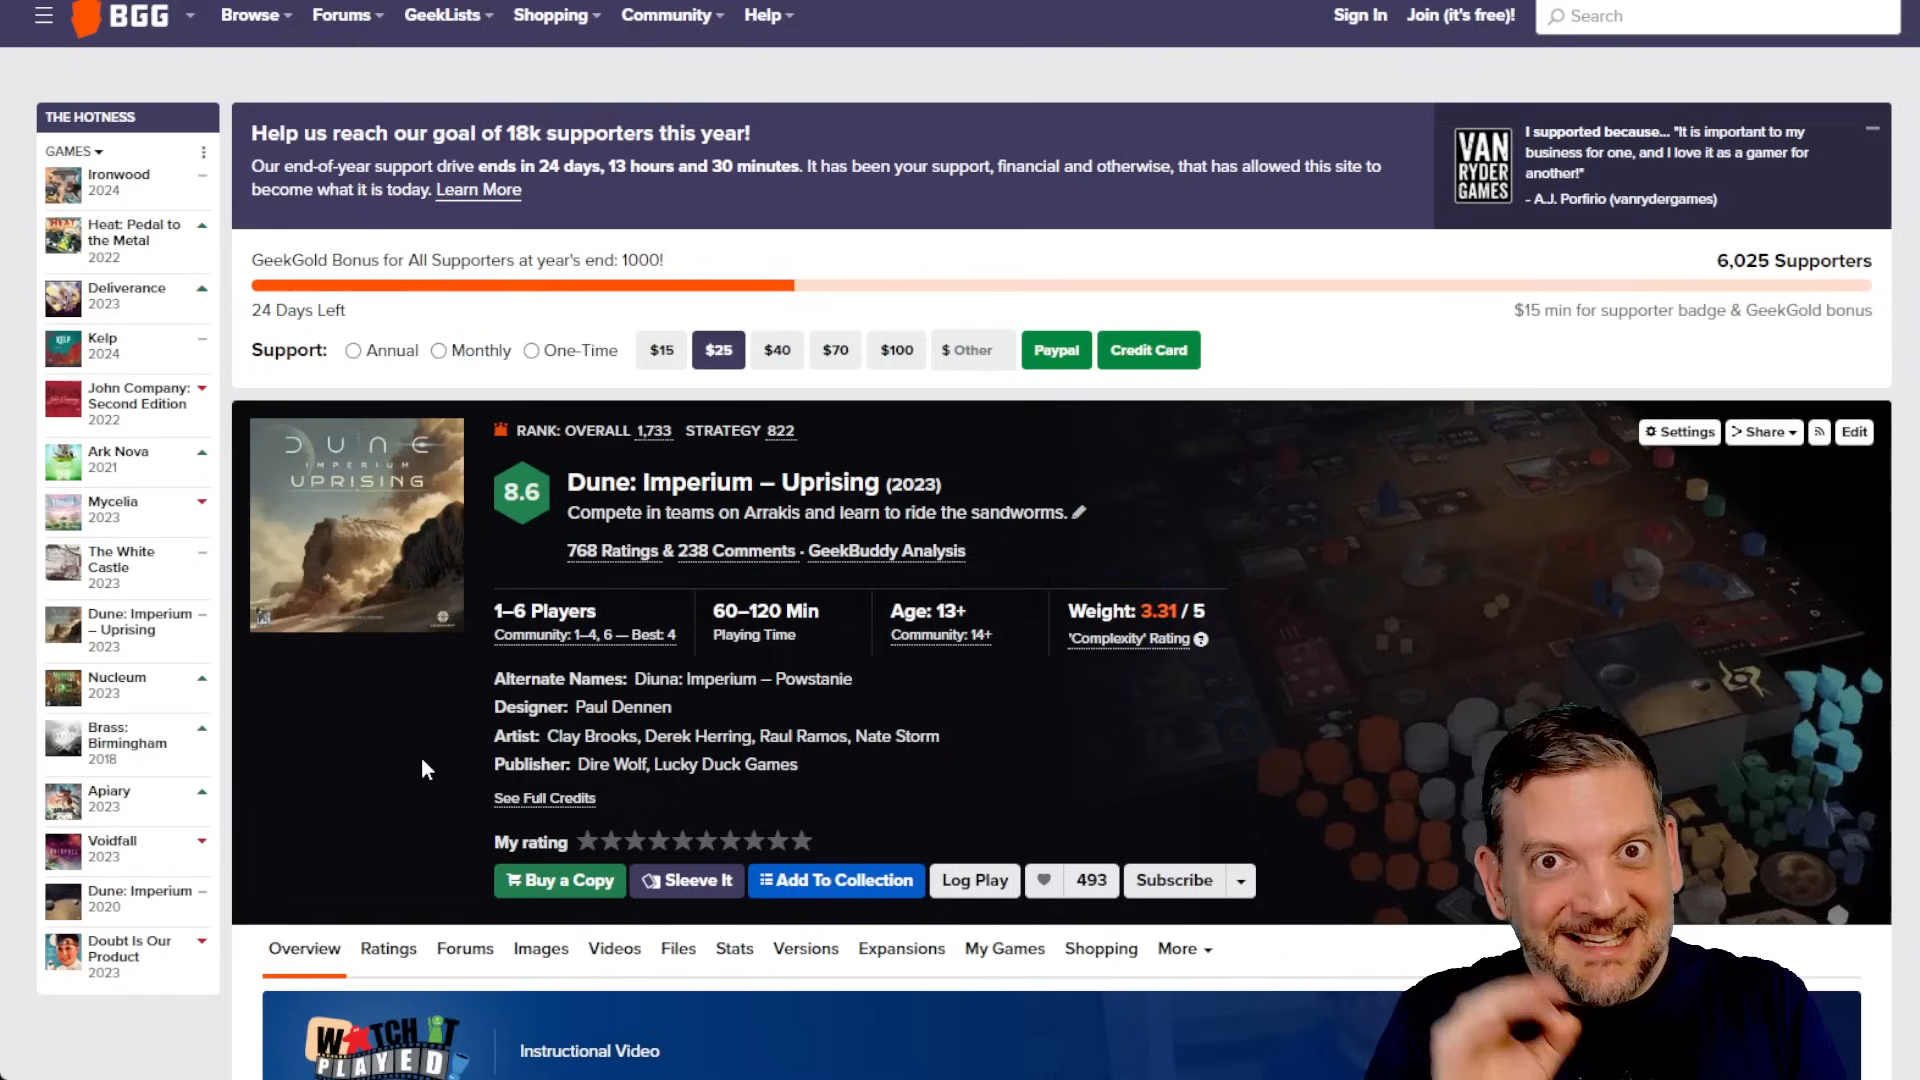 BGG
Browse
Forums
GeekLists
Shopping
Community
Help
Sign In
Join (it's free)!
Search
THE HOTNESS
GAMES
Ironwood
2024
Heat: Pedal to
the Metal
2022
Deliverance
2023
Kelp
2024
John Company:
Second Edition
2022
Ark Nova
2021
Mycelia
2023
The White
Castle
2023
Dune: Imperium
– Uprising
2023
Nucleum
2023
Brass:
Birmingham
2018
Apiary
2023
Voidfall
2023
Dune: Imperium
2020
Doubt Is Our
Product
2023
Help us reach our goal of 18k supporters this year!
Our end-of-year support drive ends in 24 days, 13 hours and 30 minutes. It has been your support, financial and otherwise, that has allowed this site to
become what it is today. Learn More
VAN
RYDER
GAMES
I supported because... "It is important to my
business for one, and I love it as a gamer for
another!"
- A.J. Porfirio (vanrydergames)
GeekGold Bonus for All Supporters at year's end: 1000!
6,025 Supporters
24 Days Left
$15 min for supporter badge & GeekGold bonus
Support:
Annual
Monthly
One-Time
$15
$25
$40
$70
$100
$ Other
Paypal
Credit Card
DUNE
IMPERIUM
UPRISING
RANK: OVERALL 1,733 STRATEGY 822
Settings
Share
Edit
8.6
Dune: Imperium – Uprising (2023)
Compete in teams on Arrakis and learn to ride the sandworms.
768 Ratings & 238 Comments · GeekBuddy Analysis
1–6 Players
Community: 1–4, 6 — Best: 4
60–120 Min
Playing Time
Age: 13+
Community: 14+
Weight: 3.31 / 5
'Complexity' Rating
Alternate Names: Diuna: Imperium – Powstanie
Designer: Paul Dennen
Artist: Clay Brooks, Derek Herring, Raul Ramos, Nate Storm
Publisher: Dire Wolf, Lucky Duck Games
See Full Credits
My rating
Buy a Copy
Sleeve It
Add To Collection
Log Play
493
Subscribe
Overview
Ratings
Forums
Images
Videos
Files
Stats
Versions
Expansions
My Games
Shopping
More
WATCH IT
PLAYED
Instructional Video